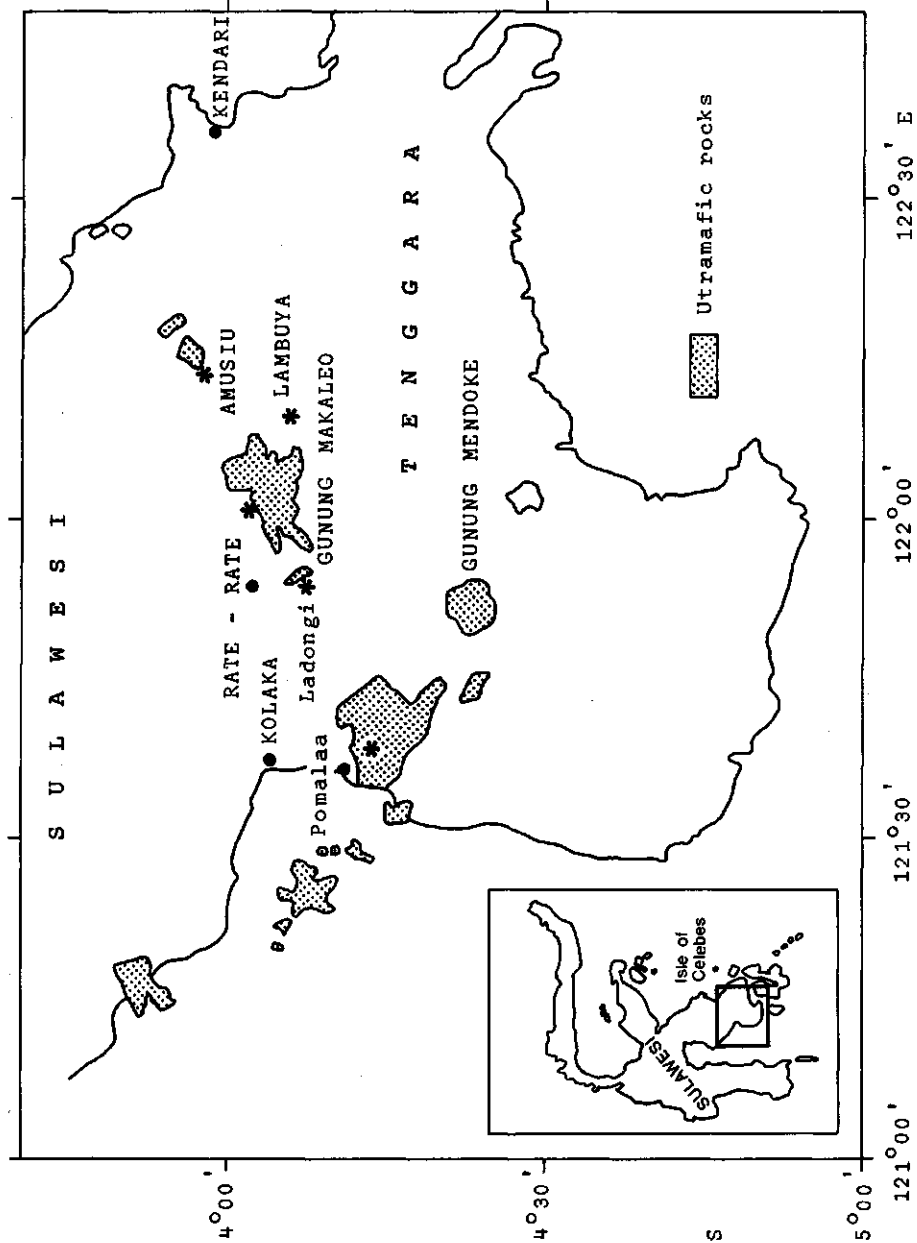 SULAWESI
KENDARI
AMUSIU
LAMBUYA
RATE - RATE
GUNUNG MAKALEO
KOLAKA
Ladongi
Pomalaa
TENGGARA
GUNUNG MENDOKE
Utramafic rocks
Isle of
Celebes
SULAWESI
4°00'
4°30'
S
5°00'
121°00'
121°30'
122°00'
122°30' E